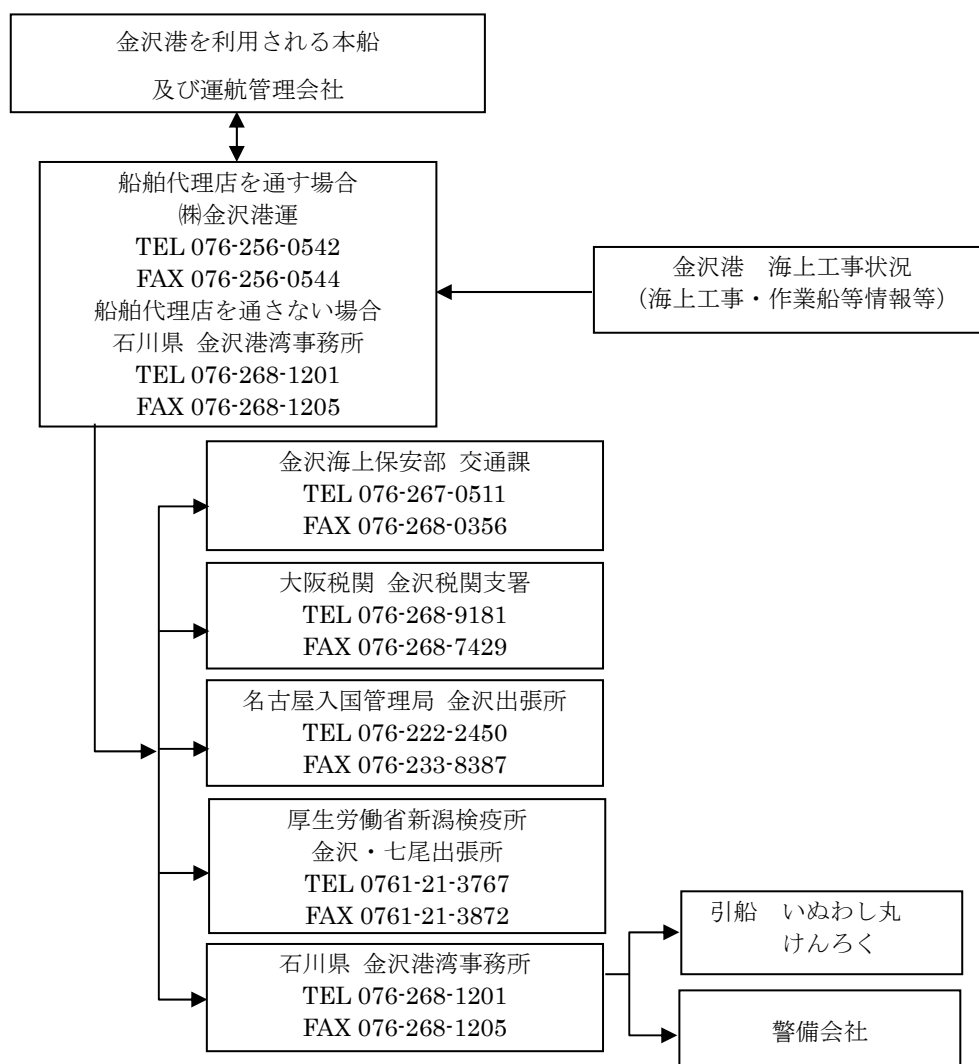 金沢港を利用される本船
及び運航管理会社
船舶代理店を通す場合
㈱金沢港運
TEL 076-256-0542
FAX 076-256-0544
船舶代理店を通さない場合
石川県 金沢港湾事務所
TEL 076-268-1201
FAX 076-268-1205
金沢港　海上工事状況
（海上工事・作業船等情報等）
金沢海上保安部 交通課
TEL 076-267-0511
FAX 076-268-0356
大阪税関 金沢税関支署
TEL 076-268-9181
FAX 076-268-7429
名古屋入国管理局 金沢出張所
TEL 076-222-2450
FAX 076-233-8387
厚生労働省新潟検疫所
金沢・七尾出張所
TEL 0761-21-3767
FAX 0761-21-3872
石川県 金沢港湾事務所
TEL 076-268-1201
FAX 076-268-1205
引船　いぬわし丸
けんろく
警備会社